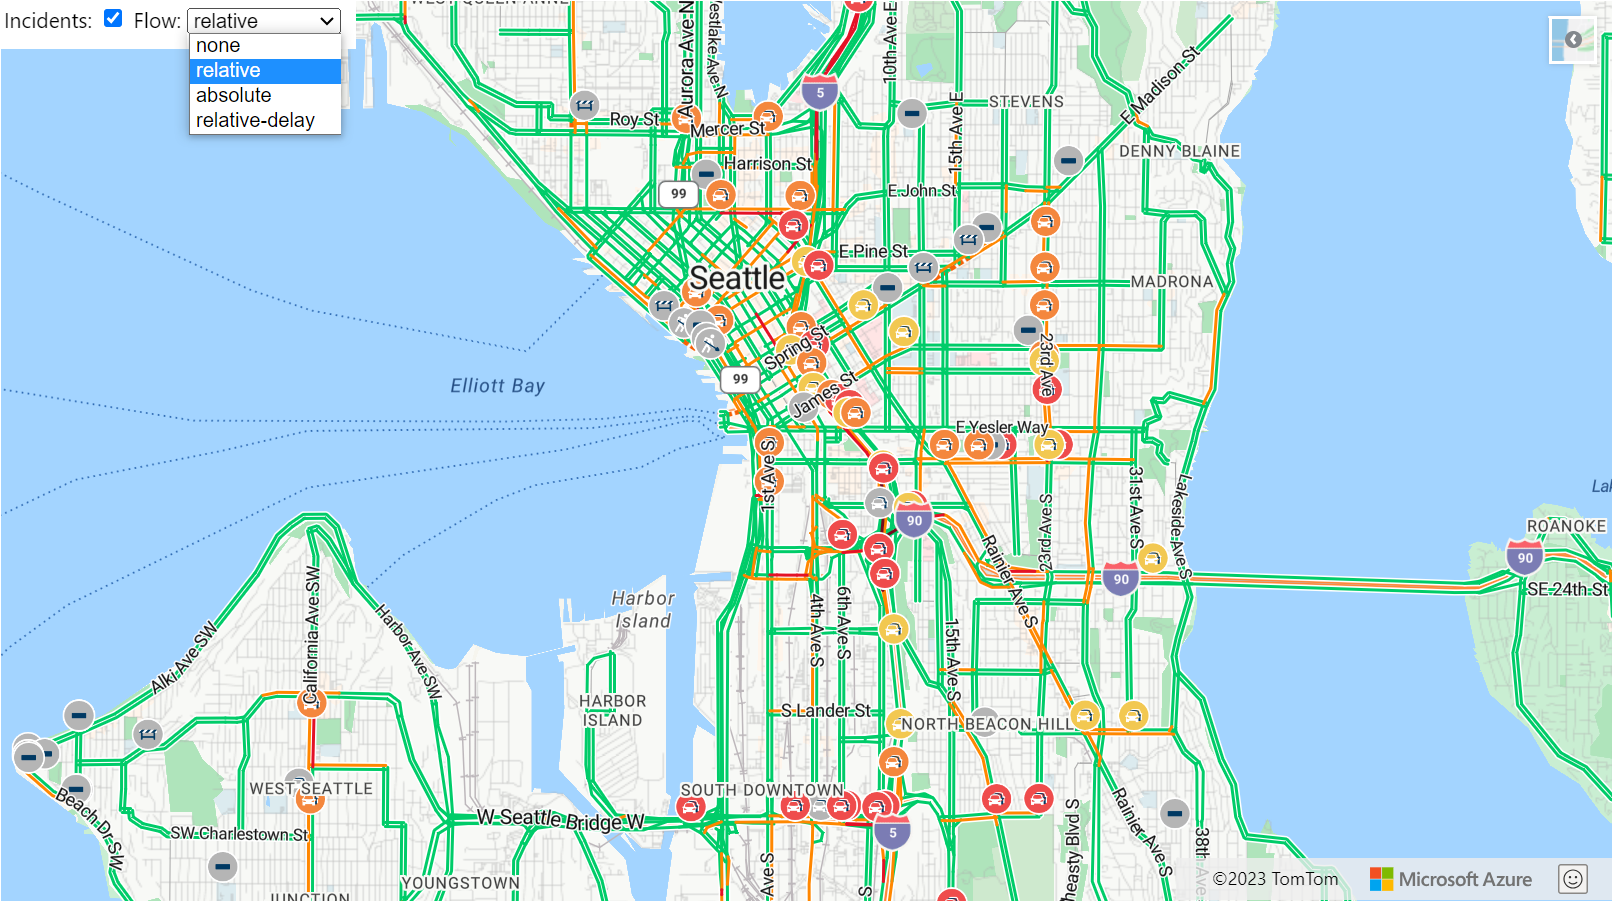 Incidents: Flow: relative
none
relative
absolute
relative-delay
WEST QUEEN ANNE
Aurora Ave N
Westlake Ave N
10th Ave E
5
E Madison St
STEVENS
Roy St
Mercer St
15th Ave E
DENNY BLAINE
Harrison St
99
E John St
E Pine St
Seattle
MADRONA
Spring St
23rd Ave
99
Elliott Bay
James St
E Yesler Way
1st Ave S
31st Ave S
Lakeside Ave S
23rd Ave S
90
ROANOKE
Rainier Ave S
90
90
SE 24th St
Harbor
Island
California Ave SW
Harbor Ave SW
Alki Ave SW
4th Ave S
6th Ave S
15th Ave S
HARBOR
ISLAND
S Lander St
NORTH BEACON HILL
WEST SEATTLE
SOUTH DOWNTOWN
Beach Dr SW
SW Charlestown St
W Seattle Bridge W
5
Rainier Ave S
YOUNGSTOWN
JUNCTION
Ave S
S
38th Ave
©2023 TomTom
Microsoft Azure